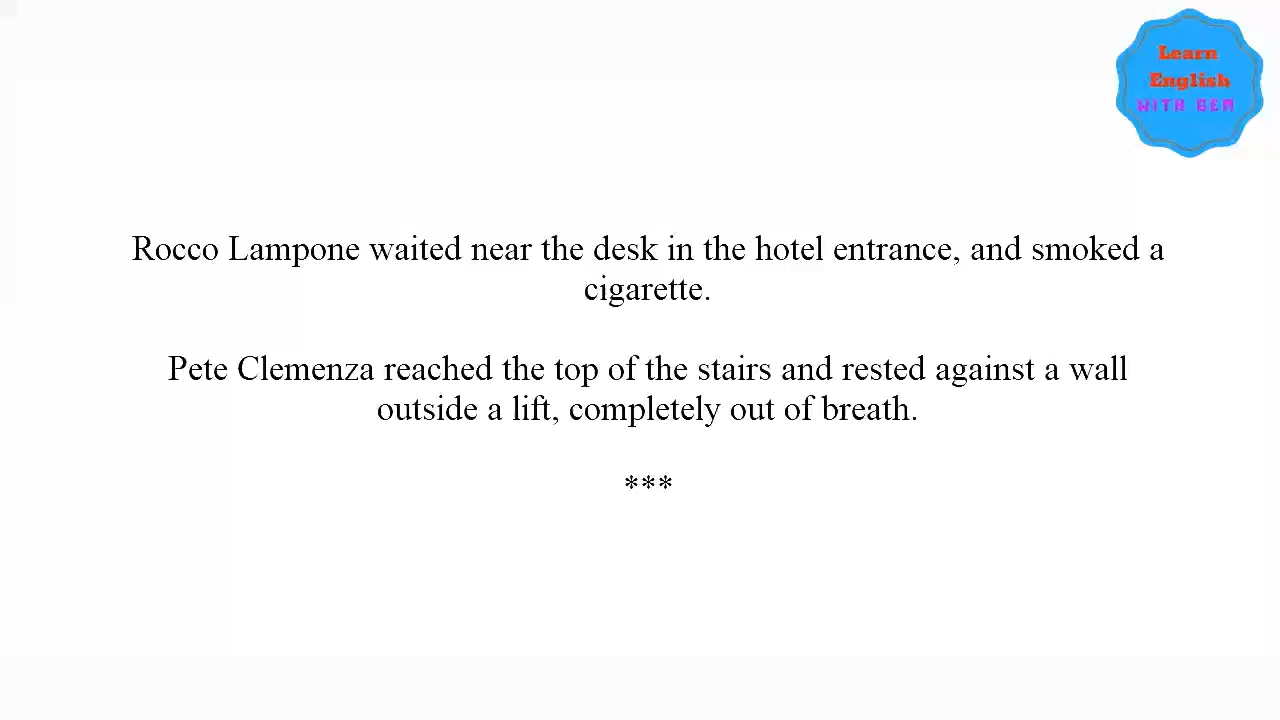 Learn
English
WITH BEN
Rocco Lampone waited near the desk in the hotel entrance, and smoked a
cigarette.
Pete Clemenza reached the top of the stairs and rested against a wall
outside a lift, completely out of breath.
***